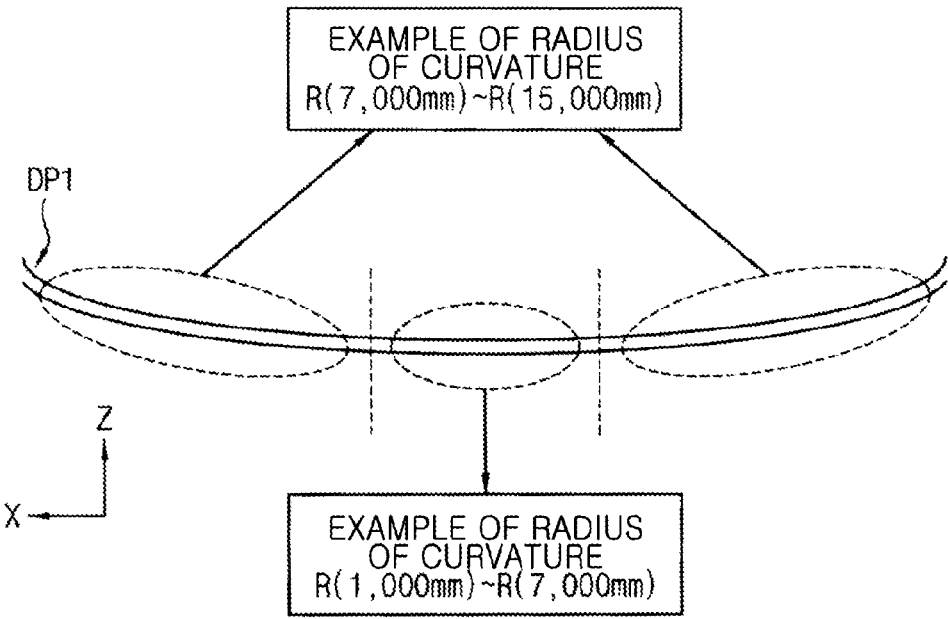 EXAMPLE OF RADIUS
OF CURVATURE
R(7,000mm)~R(15,000mm)
DP1
Z
X
EXAMPLE OF RADIUS
OF CURVATURE
R(1,000mm)~R(7,000mm)